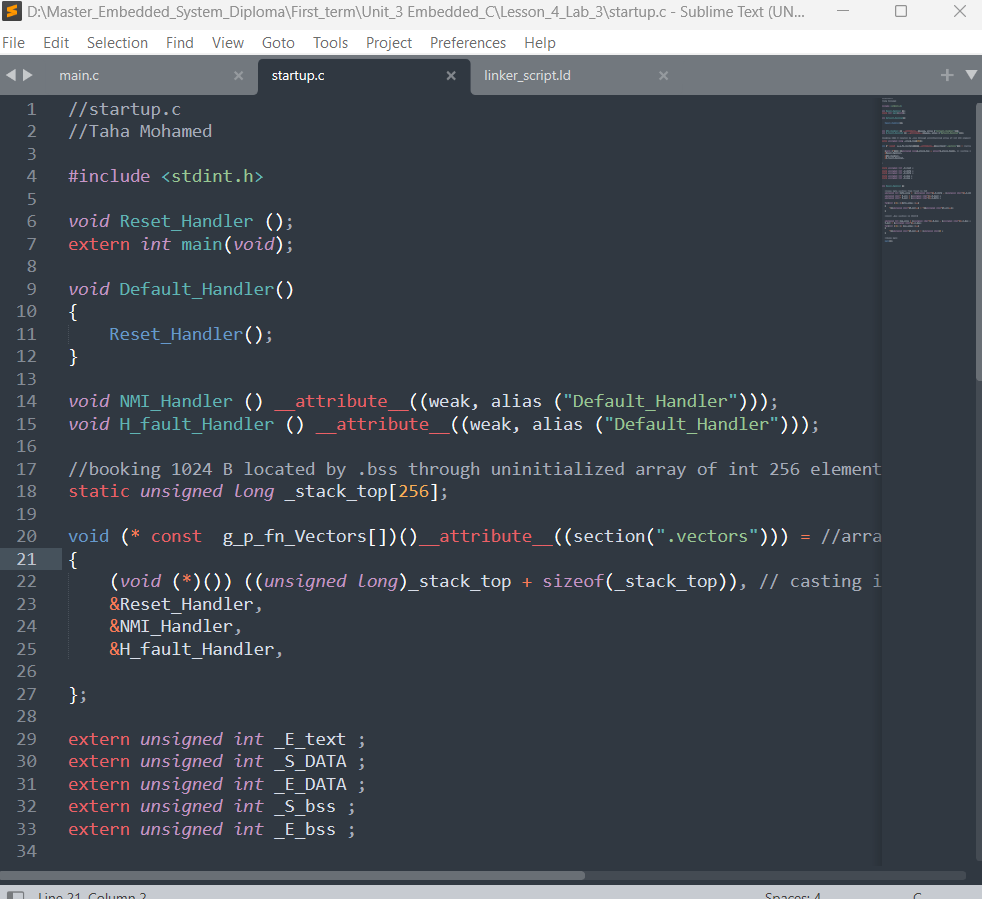 D:\Master_Embedded_System_Diploma\First_term\Unit_3 Embedded_C\Lesson_4_Lab_3\startup.c - Sublime Text (UN...
File Edit Selection Find View Goto Tools Project Preferences Help
main.c startup.c linker_script.ld
1 //startup.c
2 //Taha Mohamed
3
4 #include <stdint.h>
5
6 void Reset_Handler ();
7 extern int main(void);
8
9 void Default_Handler()
10 {
11     Reset_Handler();
12 }
13
14 void NMI_Handler () __attribute__((weak, alias ("Default_Handler")));
15 void H_fault_Handler () __attribute__((weak, alias ("Default_Handler")));
16
17 //booking 1024 B located by .bss through uninitialized array of int 256 element
18 static unsigned long _stack_top[256];
19
20 void (* const  g_p_fn_Vectors[])()__attribute__((section(".vectors"))) = //arra
21 {
22     (void (*)()) ((unsigned long)_stack_top + sizeof(_stack_top)), // casting i
23     &Reset_Handler,
24     &NMI_Handler,
25     &H_fault_Handler,
26
27 };
28
29 extern unsigned int _E_text ;
30 extern unsigned int _S_DATA ;
31 extern unsigned int _E_DATA ;
32 extern unsigned int _S_bss ;
33 extern unsigned int _E_bss ;
34
Line 21, Column 2 Spaces: 4 C